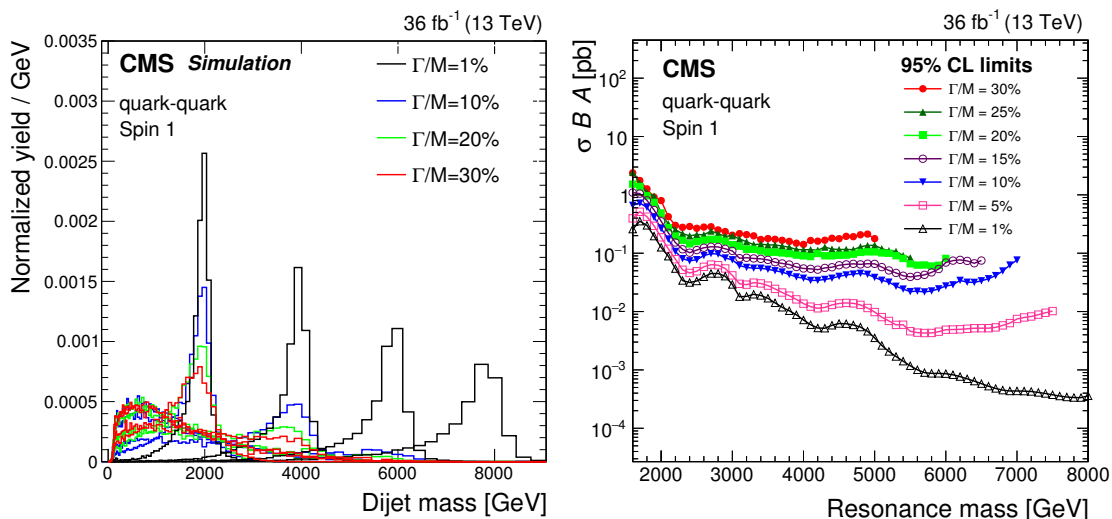 36 fb⁻¹ (13 TeV)
CMS Simulation
quark-quark
Spin 1
Γ/M=1%
Γ/M=10%
Γ/M=20%
Γ/M=30%
Normalized yield / GeV
0.0035
0.003
0.0025
0.002
0.0015
0.001
0.0005
0
0 2000 4000 6000 8000
Dijet mass [GeV]
36 fb⁻¹ (13 TeV)
CMS
quark-quark
Spin 1
95% CL limits
Γ/M = 30%
Γ/M = 25%
Γ/M = 20%
Γ/M = 15%
Γ/M = 10%
Γ/M = 5%
Γ/M = 1%
σ B A [pb]
10²
10
1
10⁻¹
10⁻²
10⁻³
10⁻⁴
2000 3000 4000 5000 6000 7000 8000
Resonance mass [GeV]